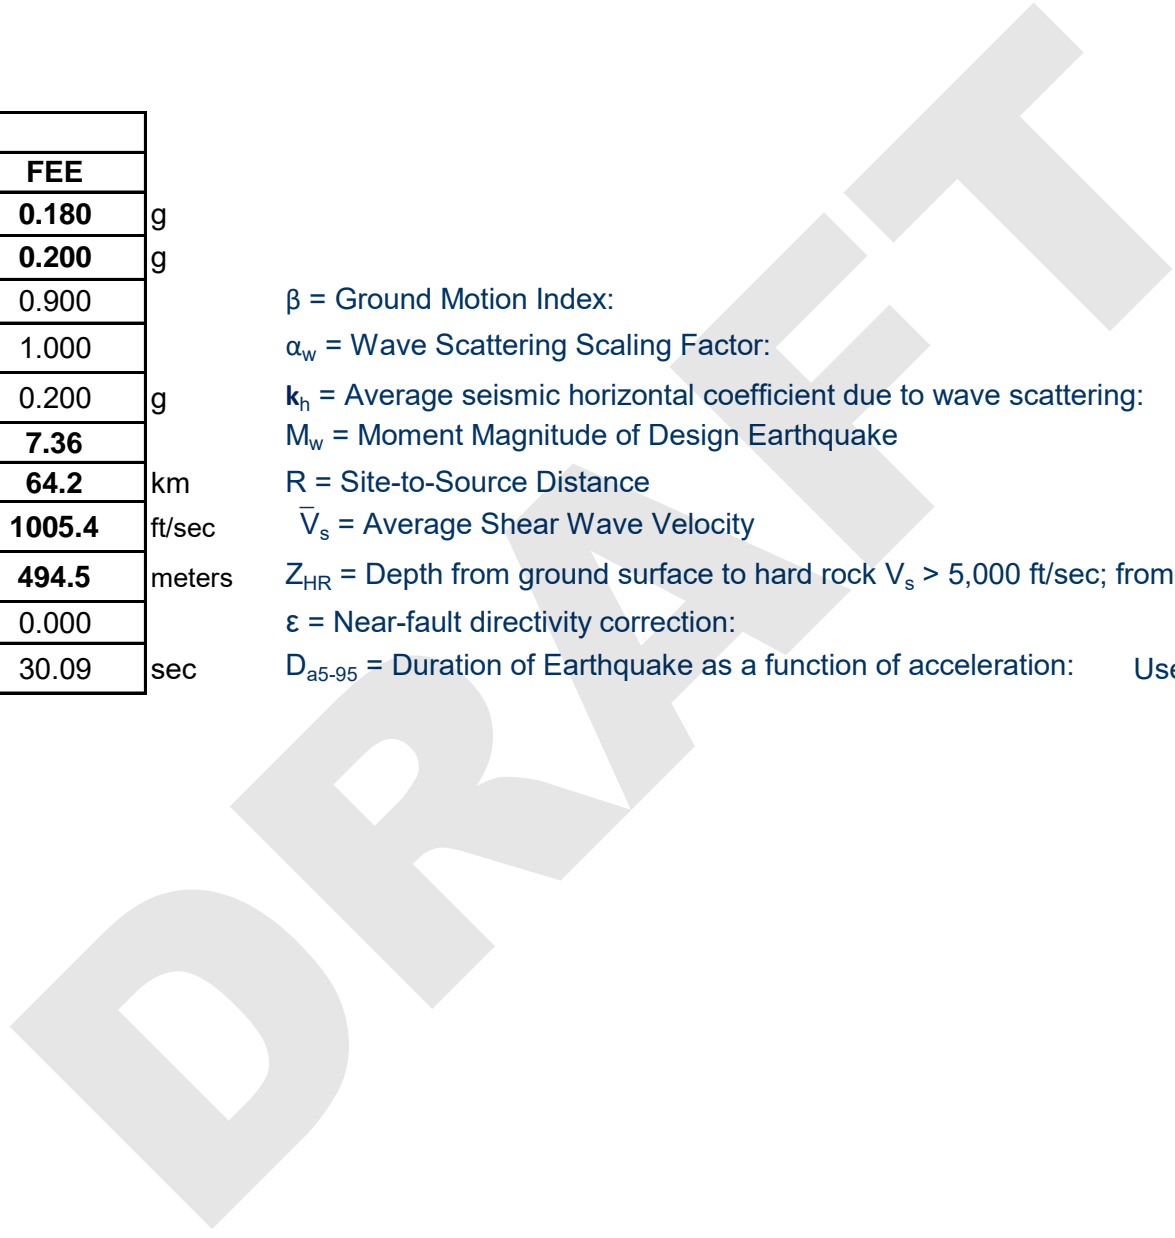 FEE
0.180 g
0.200 g
0.900 β = Ground Motion Index:
1.000 αw = Wave Scattering Scaling Factor:
0.200 g kh = Average seismic horizontal coefficient due to wave scattering:
7.36 Mw = Moment Magnitude of Design Earthquake
64.2 km R = Site-to-Source Distance
1005.4 ft/sec V̅s = Average Shear Wave Velocity
494.5 meters ZHR = Depth from ground surface to hard rock Vs > 5,000 ft/sec; from
0.000 ε = Near-fault directivity correction:
30.09 sec Da5-95 = Duration of Earthquake as a function of acceleration: Use
DRAFT